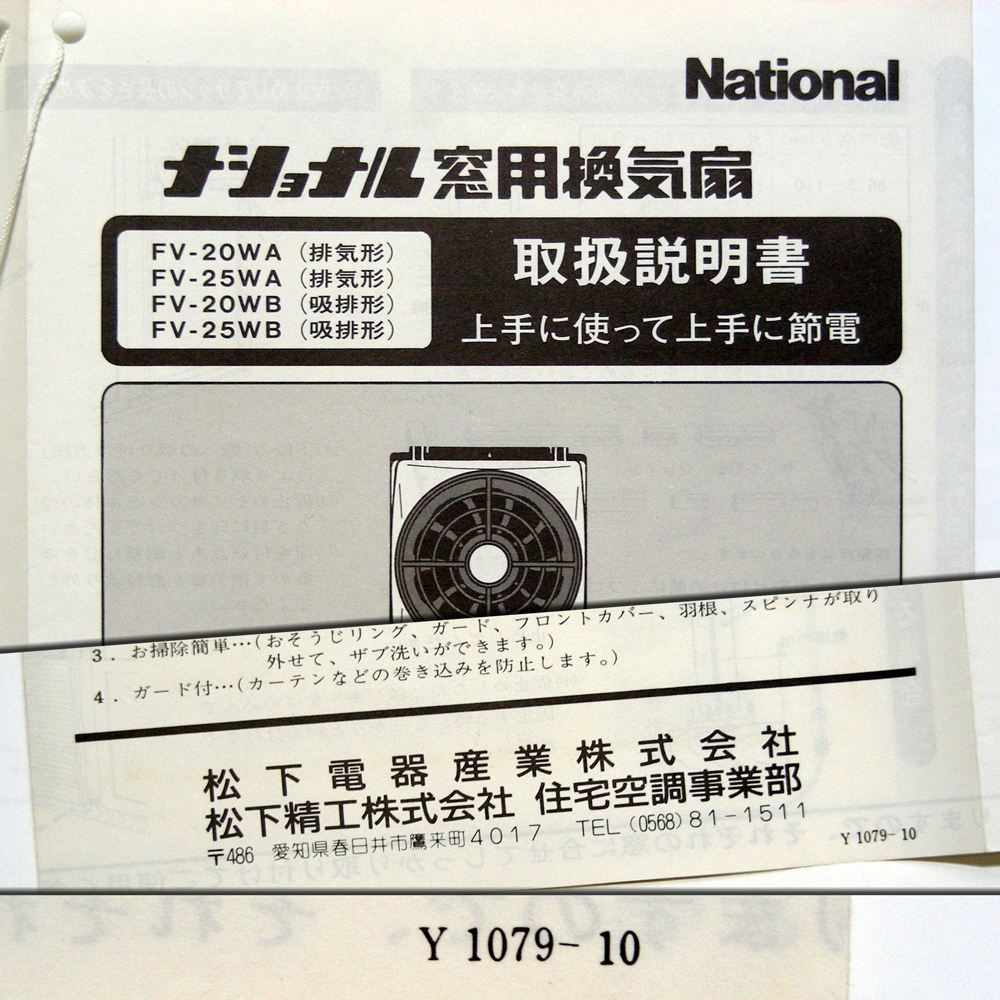 National
ナショナル窓用換気扇
FV-20WA（排気形）
FV-25WA（排気形）
FV-20WB（吸排形）
FV-25WB（吸排形）
取扱説明書
上手に使って上手に節電
3．お掃除簡単…(おそうじリング、ガード、フロントカバー、羽根、スピンナが取り
外せて、ザブ洗いができます。)
4．ガード付…(カーテンなどの巻き込みを防止します。)
松下電器産業株式会社
松下精工株式会社 住宅空調事業部
〒486 愛知県春日井市鷹来町4017 TEL (0568) 81-1511
Y 1079-10
Y 1079-10